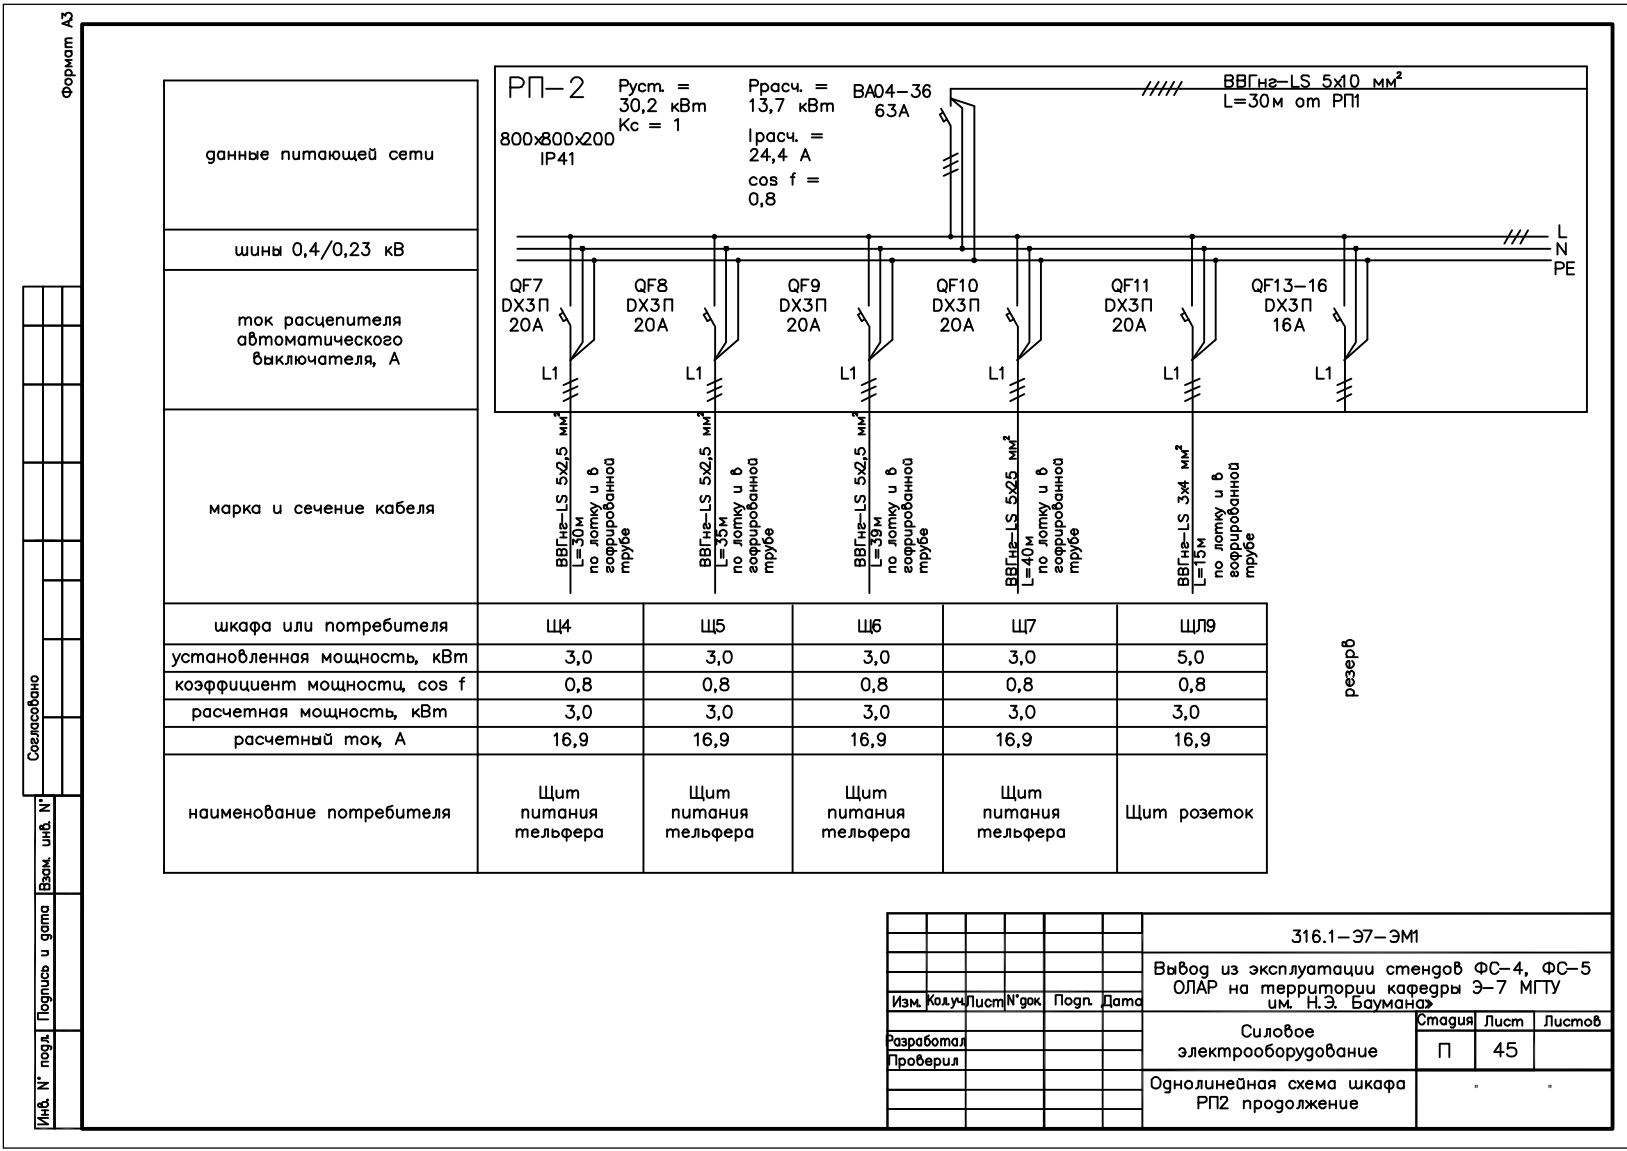 Формат А3
РП-2
800х800х200
IP41
Руст. =
30,2 кВт
Кс = 1
Ррасч. =
13,7 кВт
Iрасч. =
24,4 А
cos f =
0,8
ВА04-36
63А
ВВГнг-LS 5х10 мм²
L=30м от РП1
данные питающей сети
шины 0,4/0,23 кВ
L
N
PE
ток расцепителя
автоматического
выключателя, А
QF7
DX3П
20А
QF8
DX3П
20А
QF9
DX3П
20А
QF10
DX3П
20А
QF11
DX3П
20А
QF13-16
DX3П
16А
L1
L1
L1
L1
L1
L1
марка и сечение кабеля
ВВГнг-LS 5х2,5 мм²
L=30м
по лотку и в
гофрированной
трубе
ВВГнг-LS 5х2,5 мм²
L=35м
по лотку и в
гофрированной
трубе
ВВГнг-LS 5х2,5 мм²
L=39м
по лотку и в
гофрированной
трубе
ВВГнг-LS 5х25 мм²
L=40м
по лотку и в
гофрированной
трубе
ВВГнг-LS 3х4 мм²
L=15м
по лотку и в
гофрированной
трубе
резерв
шкафа или потребителя Щ4 Щ5 Щ6 Щ7 ЩЛ9
установленная мощность, кВт 3,0 3,0 3,0 3,0 5,0
коэффициент мощности, cos f 0,8 0,8 0,8 0,8 0,8
расчетная мощность, кВт 3,0 3,0 3,0 3,0 3,0
расчетный ток, А 16,9 16,9 16,9 16,9 16,9
наименование потребителя
Щит
питания
тельфера
Щит
питания
тельфера
Щит
питания
тельфера
Щит
питания
тельфера
Щит розеток
Согласовано
Взам. инв. N°
Подпись и дата
Инв. N° подл.
316.1-Э7-ЭМ1
Вывод из эксплуатации стендов ФС-4, ФС-5
ОЛАР на территории кафедры Э-7 МГТУ
им. Н.Э. Баумана»
Изм. Кол.уч Лист N°док Подп. Дата
Разработал
Проверил
Силовое
электрооборудование
Стадия Лист Листов
П 45
Однолинейная схема шкафа
РП2 продолжение